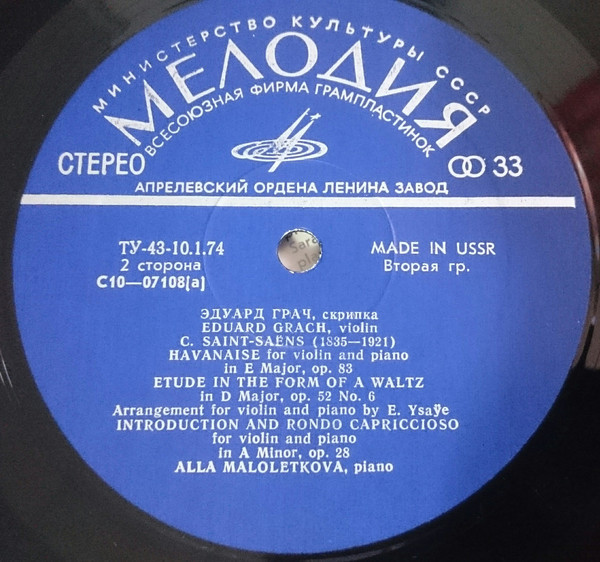 МИНИСТЕРСТВО КУЛЬТУРЫ СССР
МЕЛОДИЯ
ВСЕСОЮЗНАЯ ФИРМА ГРАМПЛАСТИНОК
СТЕРЕО 33
АПРЕЛЕВСКИЙ ОРДЕНА ЛЕНИНА ЗАВОД
ТУ-43-10.1.74
2 сторона
С10—07108(а)
MADE IN USSR
Вторая гр.
ЭДУАРД ГРАЧ, скрипка
EDUARD GRACH, violin
C. SAINT-SAËNS (1835—1921)
HAVANAISE for violin and piano
in E Major, op. 83
ETUDE IN THE FORM OF A WALTZ
in D Major, op. 52 No. 6
Arrangement for violin and piano by E. Ysaÿe
INTRODUCTION AND RONDO CAPRICCIOSO
for violin and piano
in A Minor, op. 28
ALLA MALOLETKOVA, piano